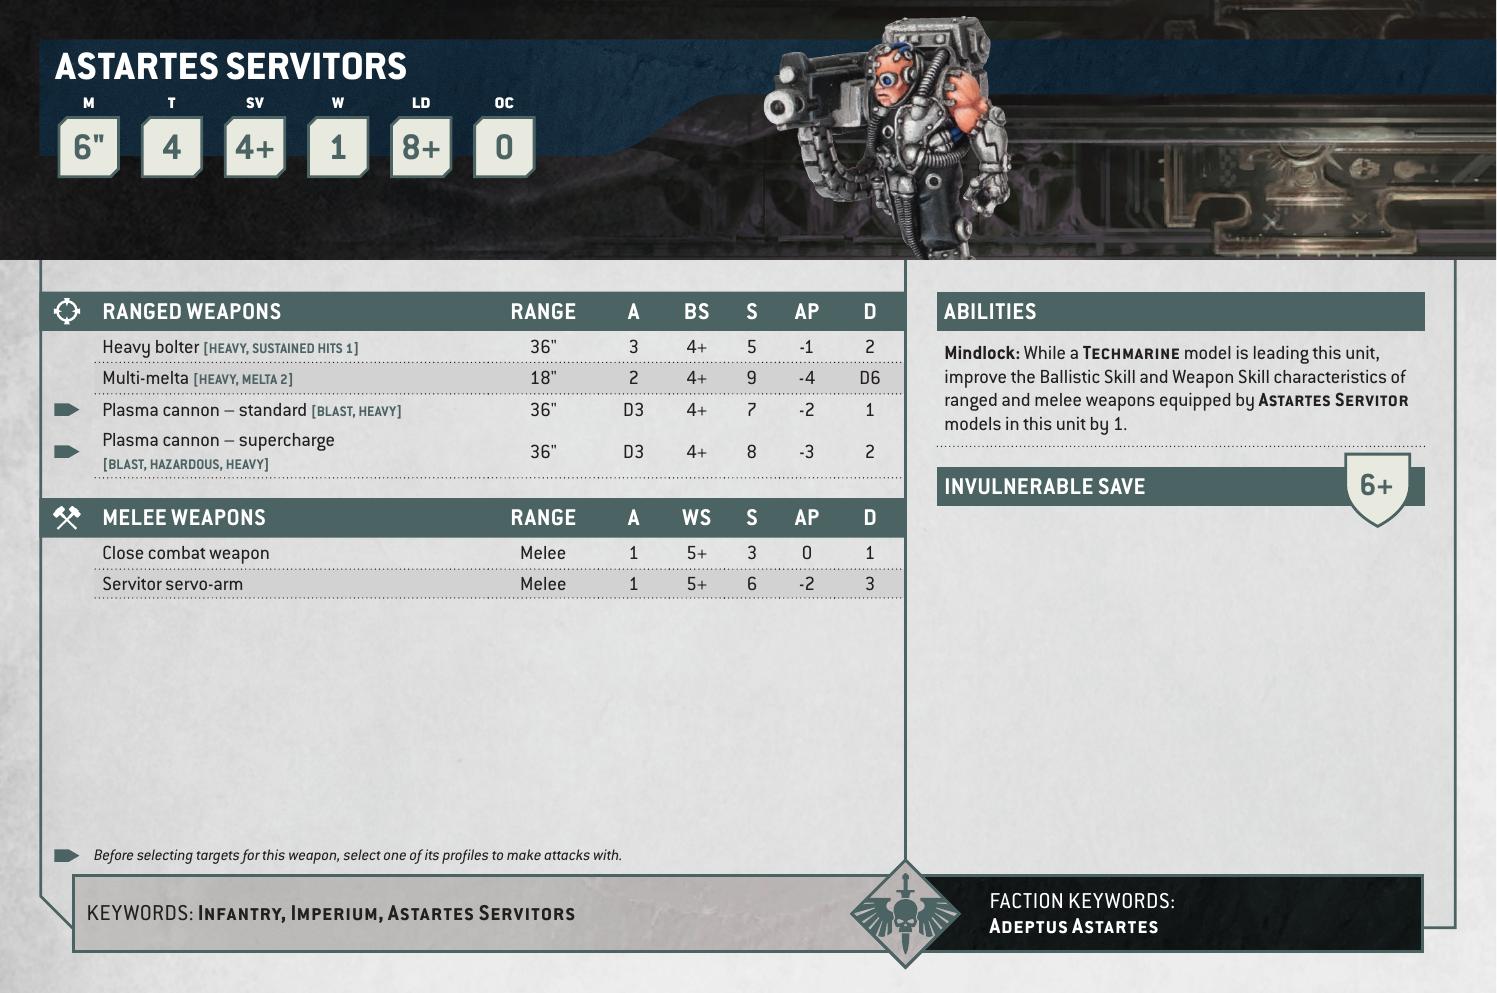 ASTARTES SERVITORS
M T SV W LD OC
6" 4 4+ 1 8+ 0
RANGED WEAPONS RANGE A BS S AP D
Heavy bolter [HEAVY, SUSTAINED HITS 1] 36" 3 4+ 5 -1 2
Multi-melta [HEAVY, MELTA 2] 18" 2 4+ 9 -4 D6
Plasma cannon – standard [BLAST, HEAVY] 36" D3 4+ 7 -2 1
Plasma cannon – supercharge
[BLAST, HAZARDOUS, HEAVY] 36" D3 4+ 8 -3 2
MELEE WEAPONS RANGE A WS S AP D
Close combat weapon Melee 1 5+ 3 0 1
Servitor servo-arm Melee 1 5+ 6 -2 3
Before selecting targets for this weapon, select one of its profiles to make attacks with.
ABILITIES
Mindlock: While a TECHMARINE model is leading this unit,
improve the Ballistic Skill and Weapon Skill characteristics of
ranged and melee weapons equipped by ASTARTES SERVITOR
models in this unit by 1.
INVULNERABLE SAVE 6+
KEYWORDS: INFANTRY, IMPERIUM, ASTARTES SERVITORS
FACTION KEYWORDS:
ADEPTUS ASTARTES